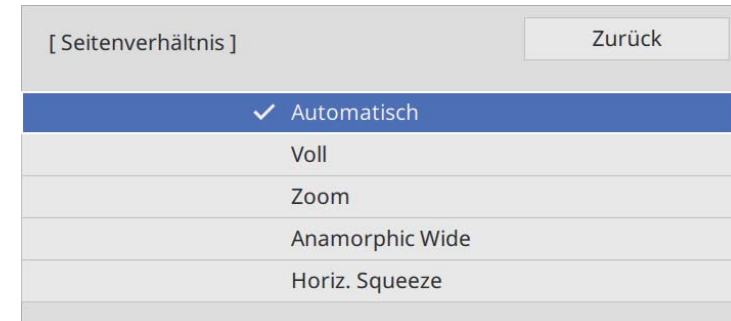 [ Seitenverhältnis ]
Zurück
Automatisch
Voll
Zoom
Anamorphic Wide
Horiz. Squeeze